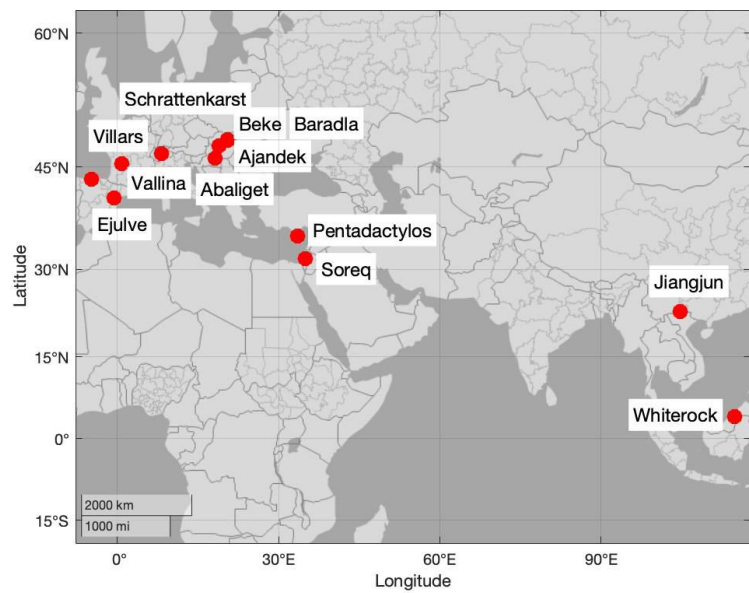 60°N
Schrattenkarst
Beke Baradla
Villars
Ajandek
45°N
Vallina
Abaliget
Ejulve
Pentadactylos
Soreq
30°N
Jiangjun
15°N
Whiterock
0°
2000 km
1000 mi
15°S
0° 30°E 60°E 90°E
Longitude
Latitude